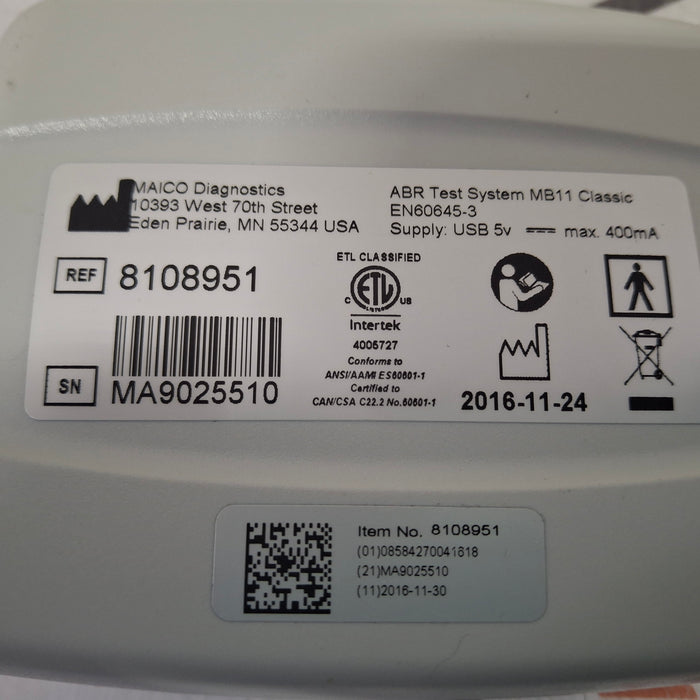 MAICO Diagnostics
10393 West 70th Street
Eden Prairie, MN 55344 USA
ABR Test System MB11 Classic
EN60645-3
Supply: USB 5v max. 400mA
REF 8108951
SN MA9025510
ETL CLASSIFIED
C ETL US
Intertek
4005727
Conforms to
ANSI/AAMI ES60601-1
Certified to
CAN/CSA C22.2 No.60601-1
2016-11-24
Item No. 8108951
(01)08584270041818
(21)MA9025510
(11)2016-11-30